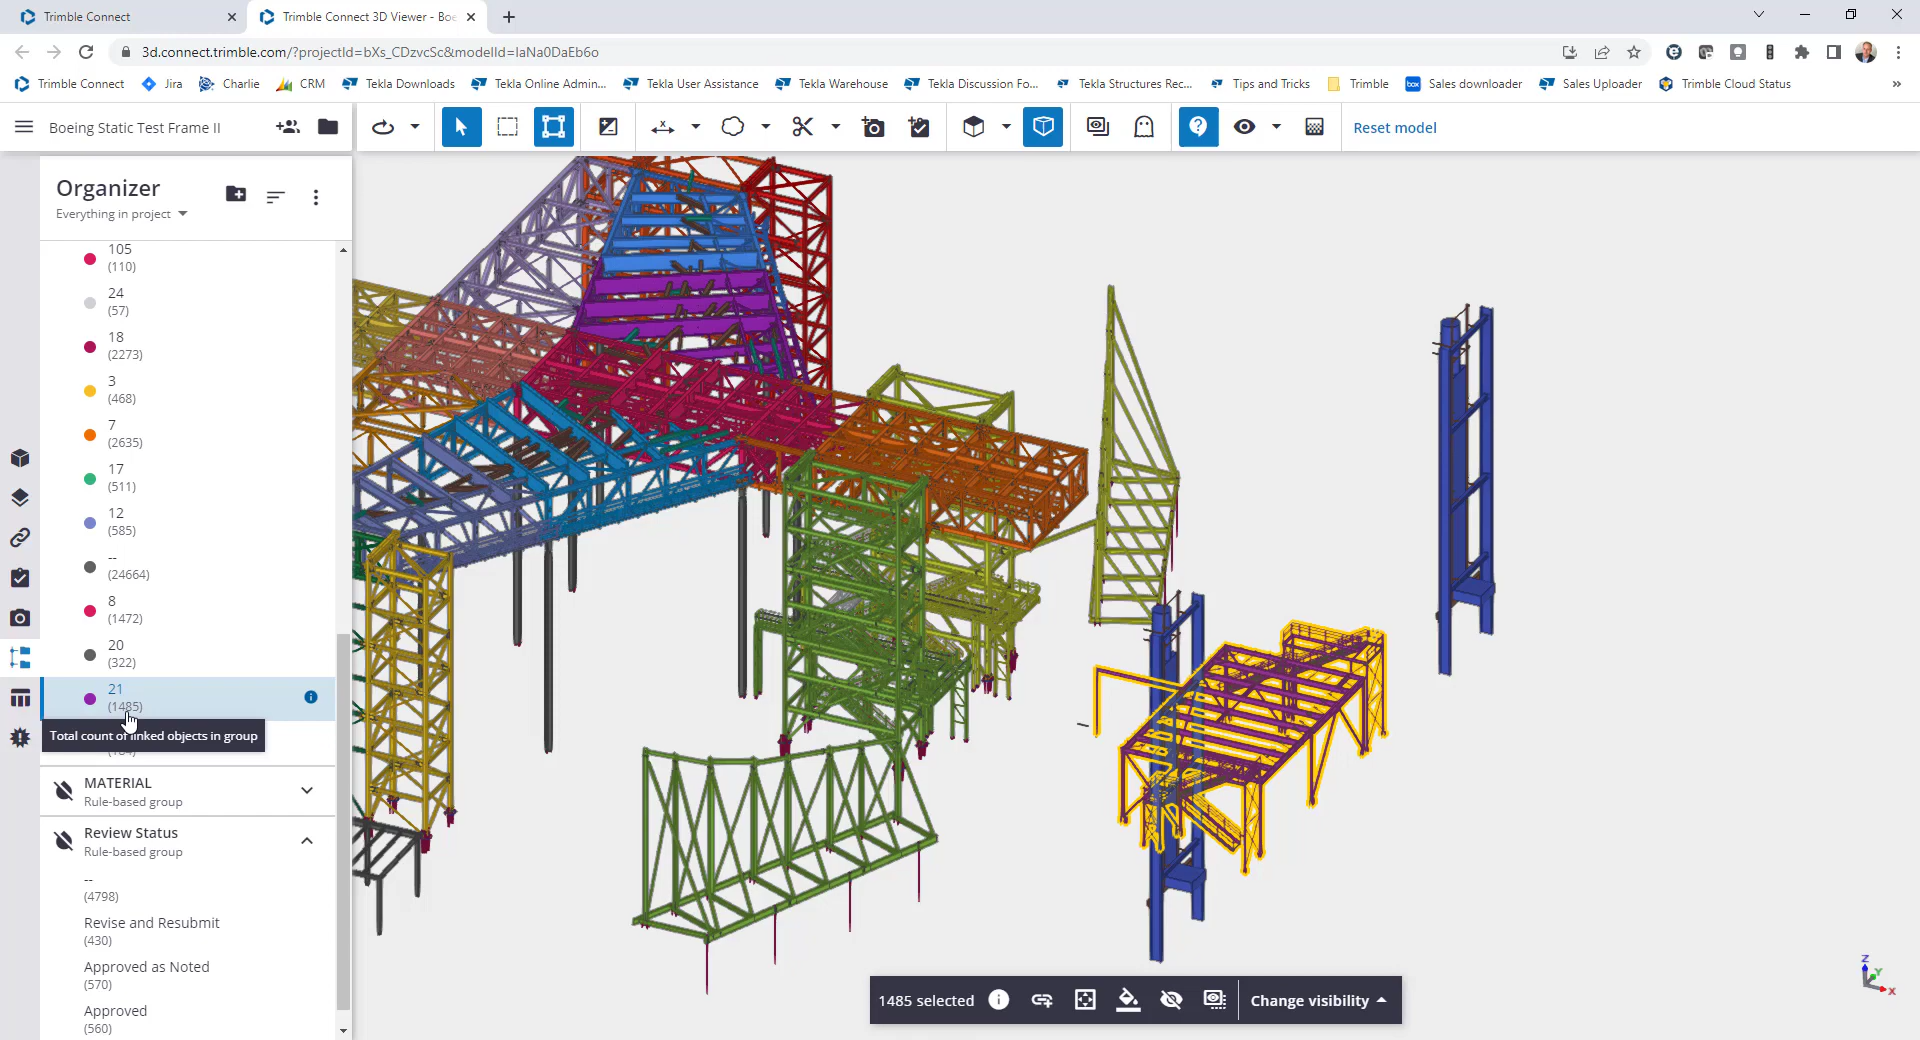 Trimble Connect
Trimble Connect 3D Viewer - Boe
3d.connect.trimble.com/?projectId=bXs_CDzvcSc&modelId=IaNa0DaEb6o
Trimble Connect
Jira
Charlie
CRM
Tekla Downloads
Tekla Online Admin...
Tekla User Assistance
Tekla Warehouse
Tekla Discussion Fo...
Tekla Structures Rec...
Tips and Tricks
Trimble
box
Sales downloader
Sales Uploader
Trimble Cloud Status
Boeing Static Test Frame II
Reset model
Organizer
Everything in project
105
(110)
24
(57)
18
(2273)
3
(468)
7
(2635)
17
(511)
12
(585)
--
(24664)
8
(1472)
20
(322)
21
(1485)
Total count of linked objects in group
MATERIAL
Rule-based group
Review Status
Rule-based group
--
(4798)
Revise and Resubmit
(430)
Approved as Noted
(570)
Approved
(560)
1485 selected
Change visibility
Z
Y
X